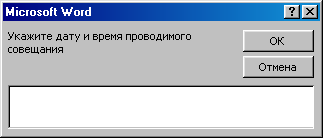 Microsoft Word
Укажите дату и время проводимого
совещания
OK
Отмена